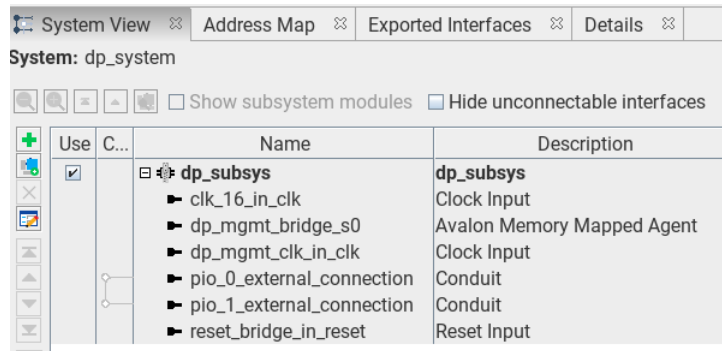 System View Address Map Exported Interfaces Details
System: dp_system
Show subsystem modules Hide unconnectable interfaces
Use C... Name Description
dp_subsys dp_subsys
clk_16_in_clk Clock Input
dp_mgmt_bridge_s0 Avalon Memory Mapped Agent
dp_mgmt_clk_in_clk Clock Input
pio_0_external_connection Conduit
pio_1_external_connection Conduit
reset_bridge_in_reset Reset Input